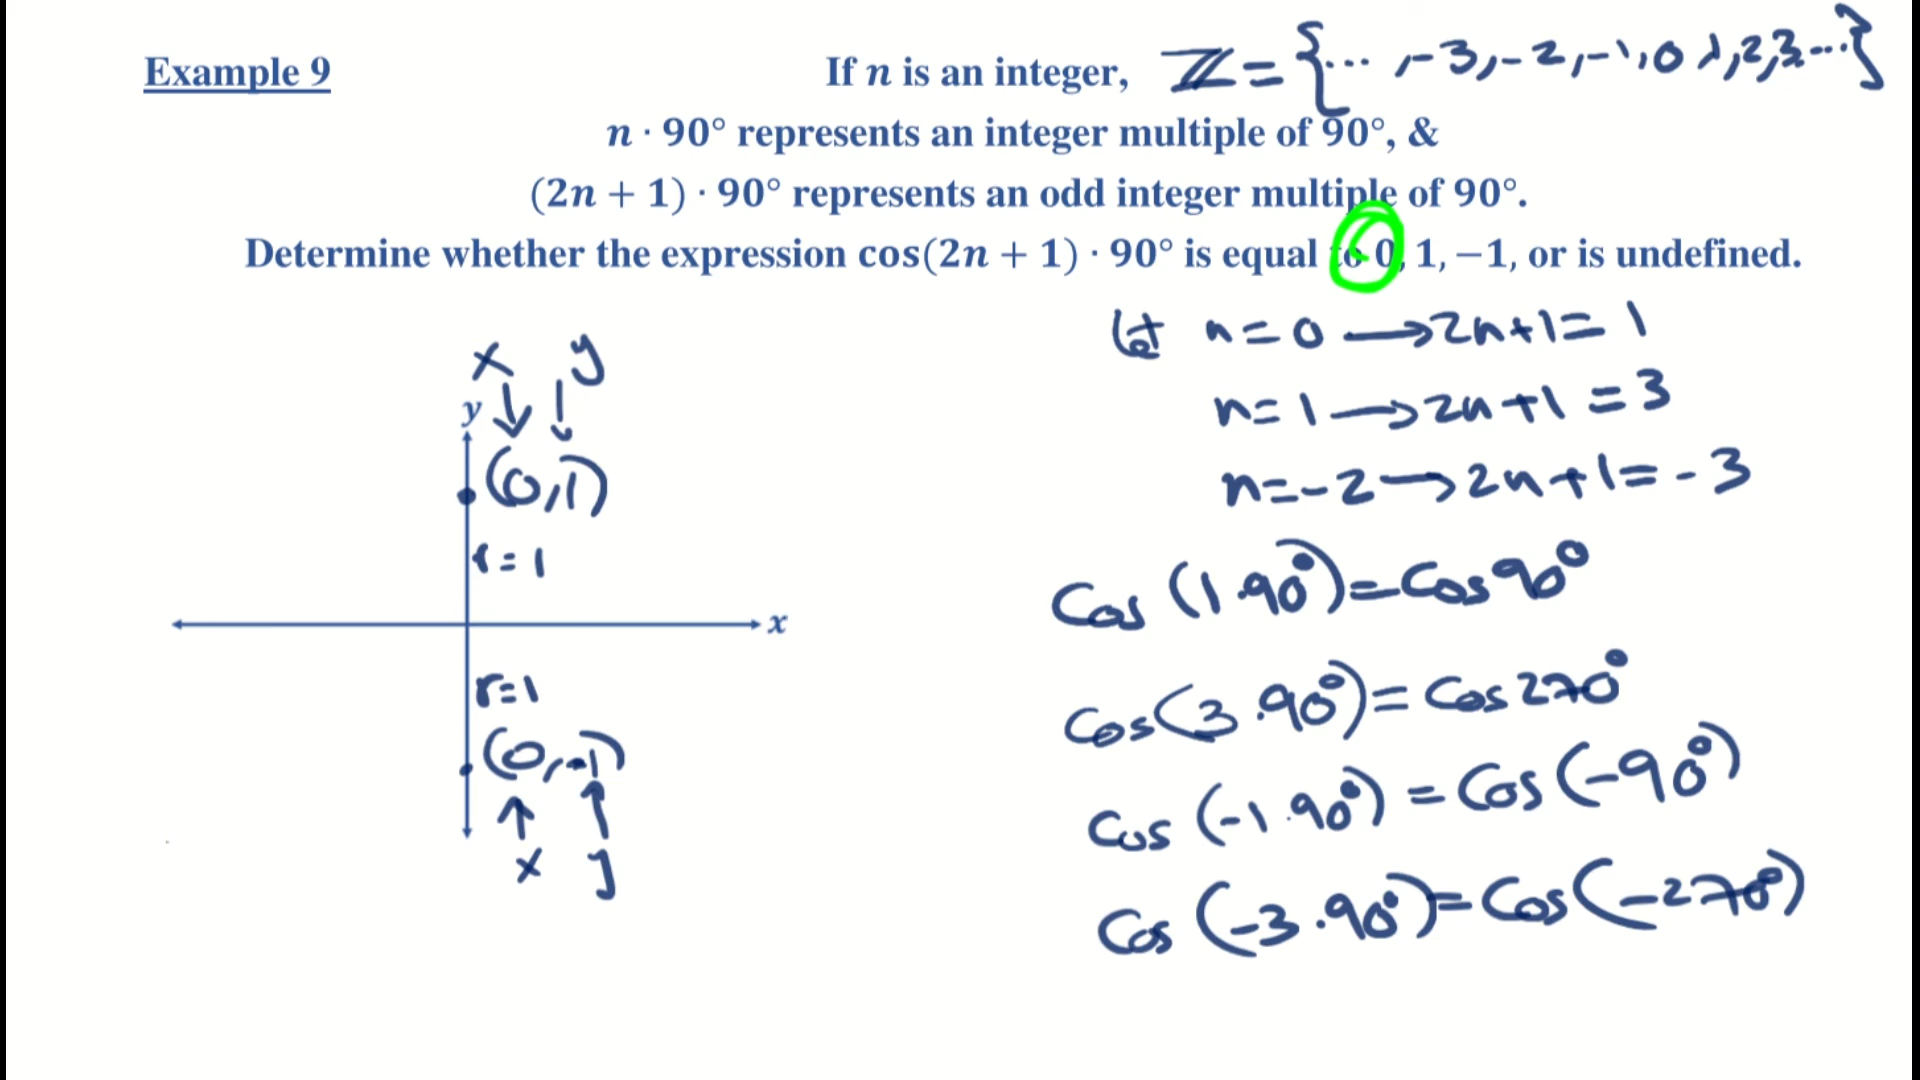 Example 9
If n is an integer, ℤ = {... , -3, -2, -1, 0 1, 2, 3 ...}
n · 90° represents an integer multiple of 90°, &
(2n + 1) · 90° represents an odd integer multiple of 90°.
Determine whether the expression cos(2n + 1) · 90° is equal to 0, 1, −1, or is undefined.
let n = 0 → 2n+1 = 1
n = 1 → 2n+1 = 3
n = -2 → 2n+1 = -3
Cos (1·90°) = Cos 90°
Cos (3·90°) = Cos 270°
Cos (-1·90°) = Cos (-90°)
Cos (-3·90°) = Cos (-270°)
x y
y
(0,1)
r = 1
x
r = 1
(0,-1)
x y